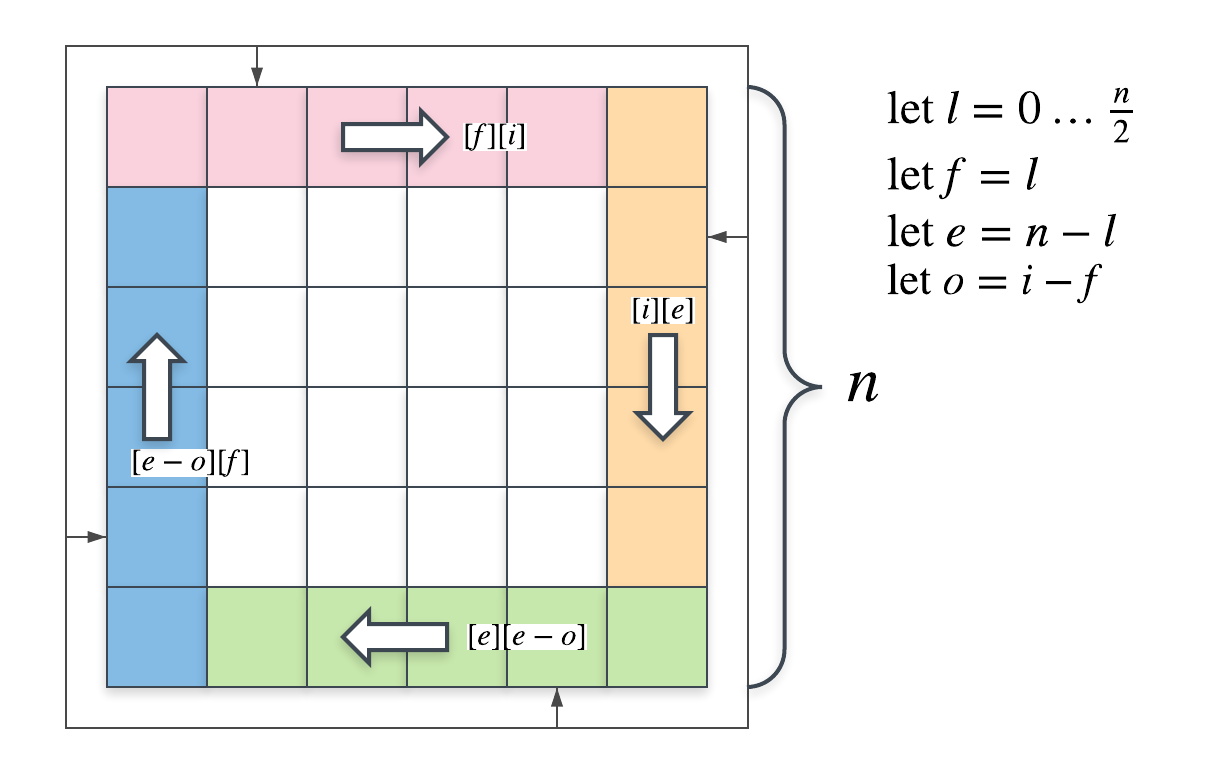 [f][i]
[i][e]
[e − o][f]
[e][e − o]
n
let l = 0 … n/2
let f = l
let e = n − l
let o = i − f